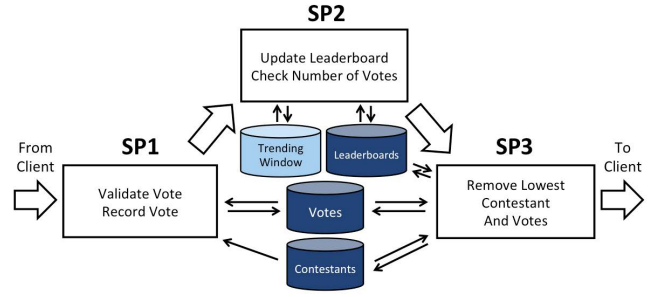 SP2
Update Leaderboard
Check Number of Votes
From
Client
SP1
Validate Vote
Record Vote
Trending
Window
Leaderboards
Votes
Contestants
SP3
Remove Lowest
Contestant
And Votes
To
Client